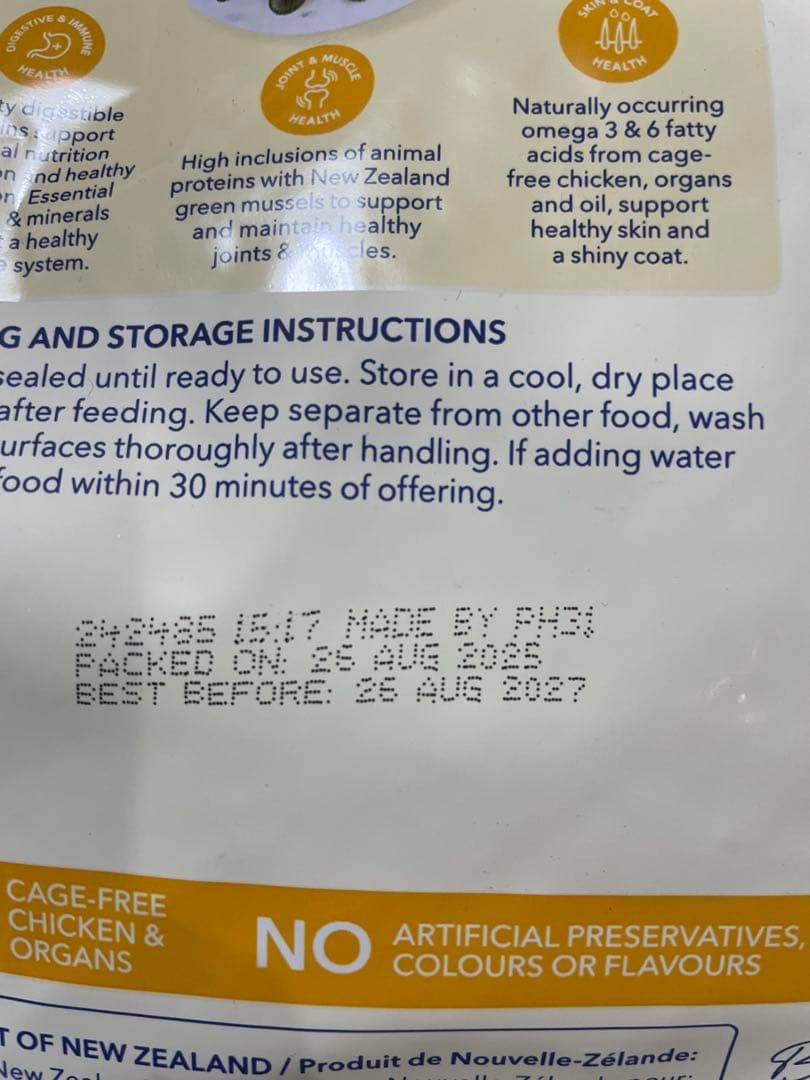 DIGESTIVE & IMMUNE
HEALTH
digestible
support
nutrition
and healthy
Essential
& minerals
a healthy
system.
JOINT & MUSCLE
HEALTH
High inclusions of animal
proteins with New Zealand
green mussels to support
and maintain healthy
joints &
SKIN & COAT
HEALTH
Naturally occurring
omega 3 & 6 fatty
acids from cage-
free chicken, organs
and oil, support
healthy skin and
a shiny coat.
G AND STORAGE INSTRUCTIONS
sealed until ready to use. Store in a cool, dry place
after feeding. Keep separate from other food, wash
urfaces thoroughly after handling. If adding water
food within 30 minutes of offering.
242485 15:17 MADE BY
PACKED ON: 26 AUG 2025
BEST BEFORE: 26 AUG 2027
CAGE-FREE
CHICKEN &
ORGANS
NO
ARTIFICIAL PRESERVATIVES,
COLOURS OR FLAVOURS
T OF NEW ZEALAND / Produit de Nouvelle-Zélande:
New